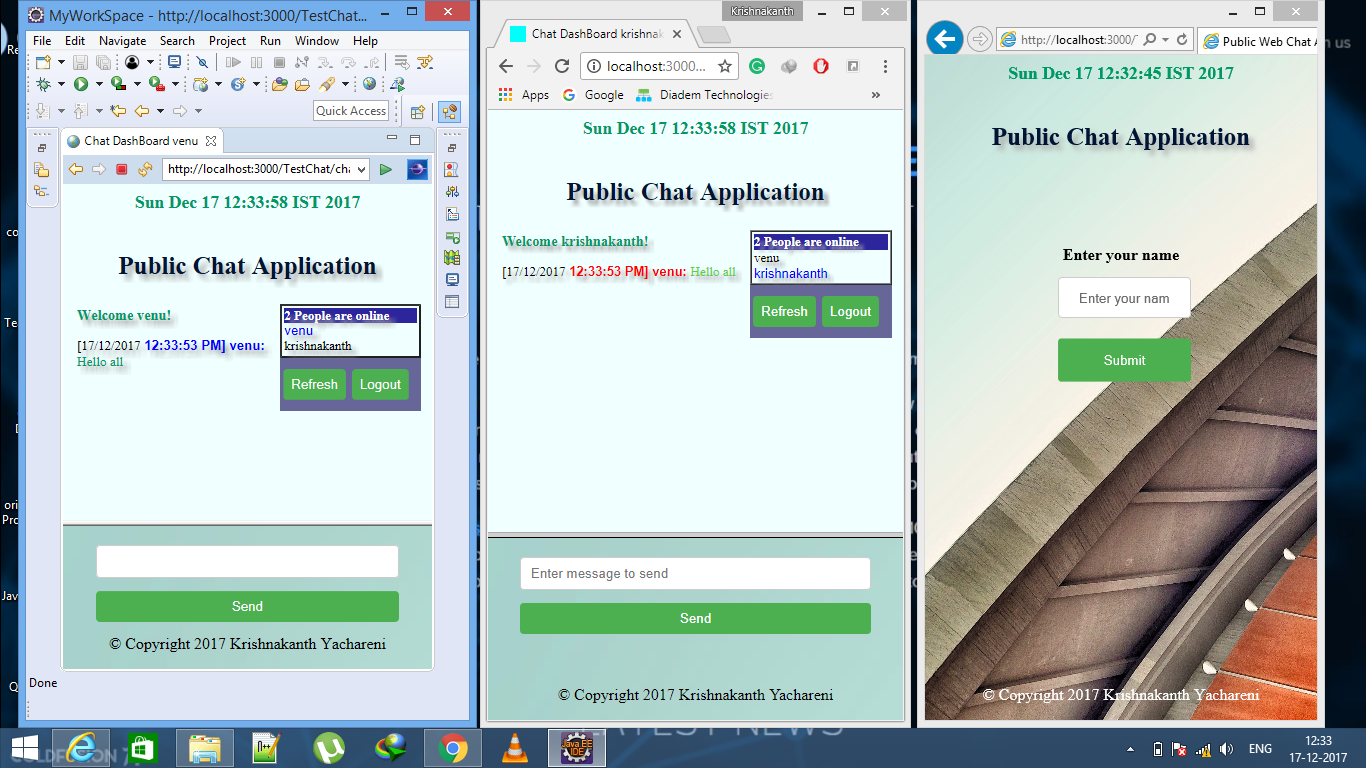 MyWorkSpace - http://localhost:3000/TestChat...
File Edit Navigate Search Project Run Window Help
Quick Access
Chat DashBoard venu
http://localhost:3000/TestChat/cha
Sun Dec 17 12:33:58 IST 2017
Public Chat Application
Welcome venu!
[17/12/2017 12:33:53 PM] venu:
Hello all
2 People are online
venu
krishnakanth
Refresh Logout
Send
© Copyright 2017 Krishnakanth Yachareni
Done
Krishnakanth
Chat DashBoard krishnak
localhost:3000...
Apps Google Diadem Technologies »
Sun Dec 17 12:33:58 IST 2017
Public Chat Application
Welcome krishnakanth!
[17/12/2017 12:33:53 PM] venu: Hello all
2 People are online
venu
krishnakanth
Refresh Logout
Enter message to send
Send
© Copyright 2017 Krishnakanth Yachareni
http://localhost:3000/
Public Web Chat
Sun Dec 17 12:32:45 IST 2017
Public Chat Application
Enter your name
Enter your nam
Submit
© Copyright 2017 Krishnakanth Yachareni
LATEST NEWS
COLDFUSION
Java EE
IDE
ENG
12:33
17-12-2017